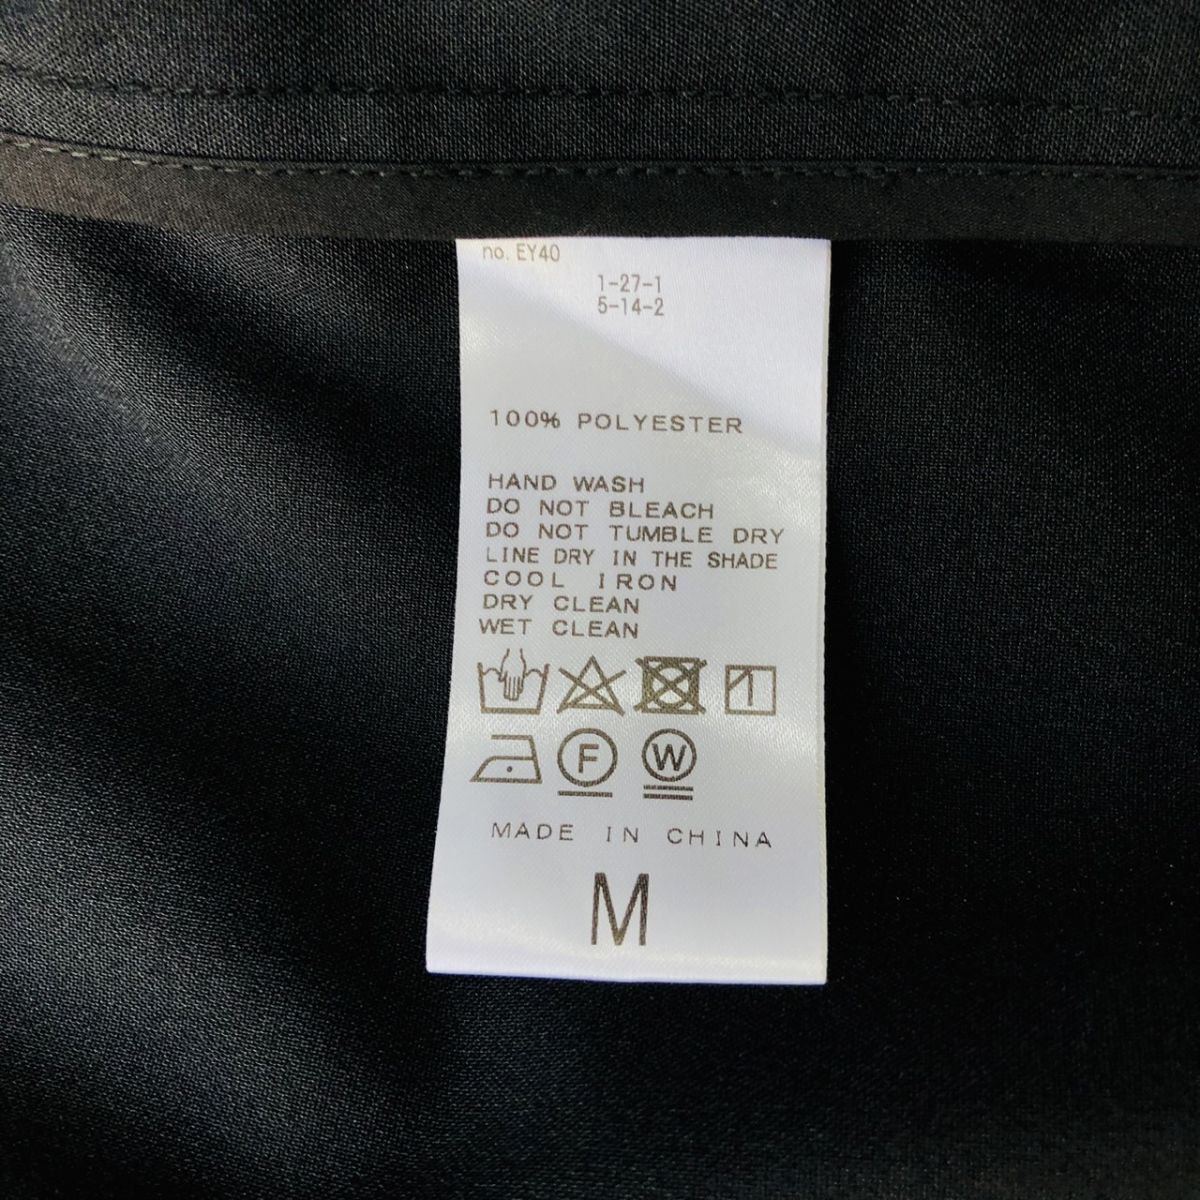 no. EY40
1-27-1
5-14-2
100% POLYESTER
HAND WASH
DO NOT BLEACH
DO NOT TUMBLE DRY
LINE DRY IN THE SHADE
COOL IRON
DRY CLEAN
WET CLEAN
F W
MADE IN CHINA
M